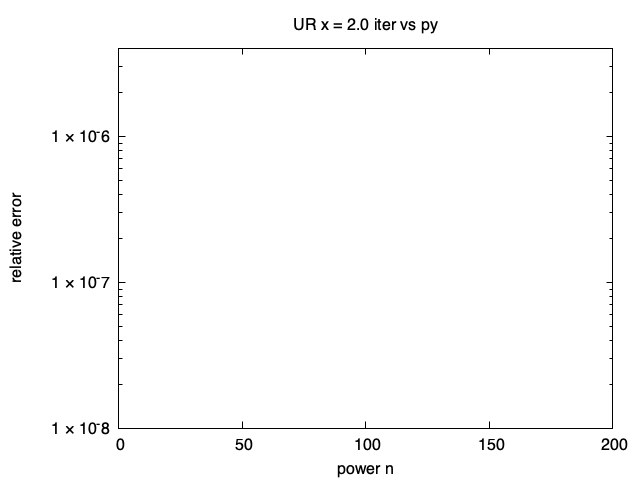 UR x = 2.0 iter vs py
1 × 10⁻⁶
1 × 10⁻⁷
1 × 10⁻⁸
relative error
0 50 100 150 200
power n